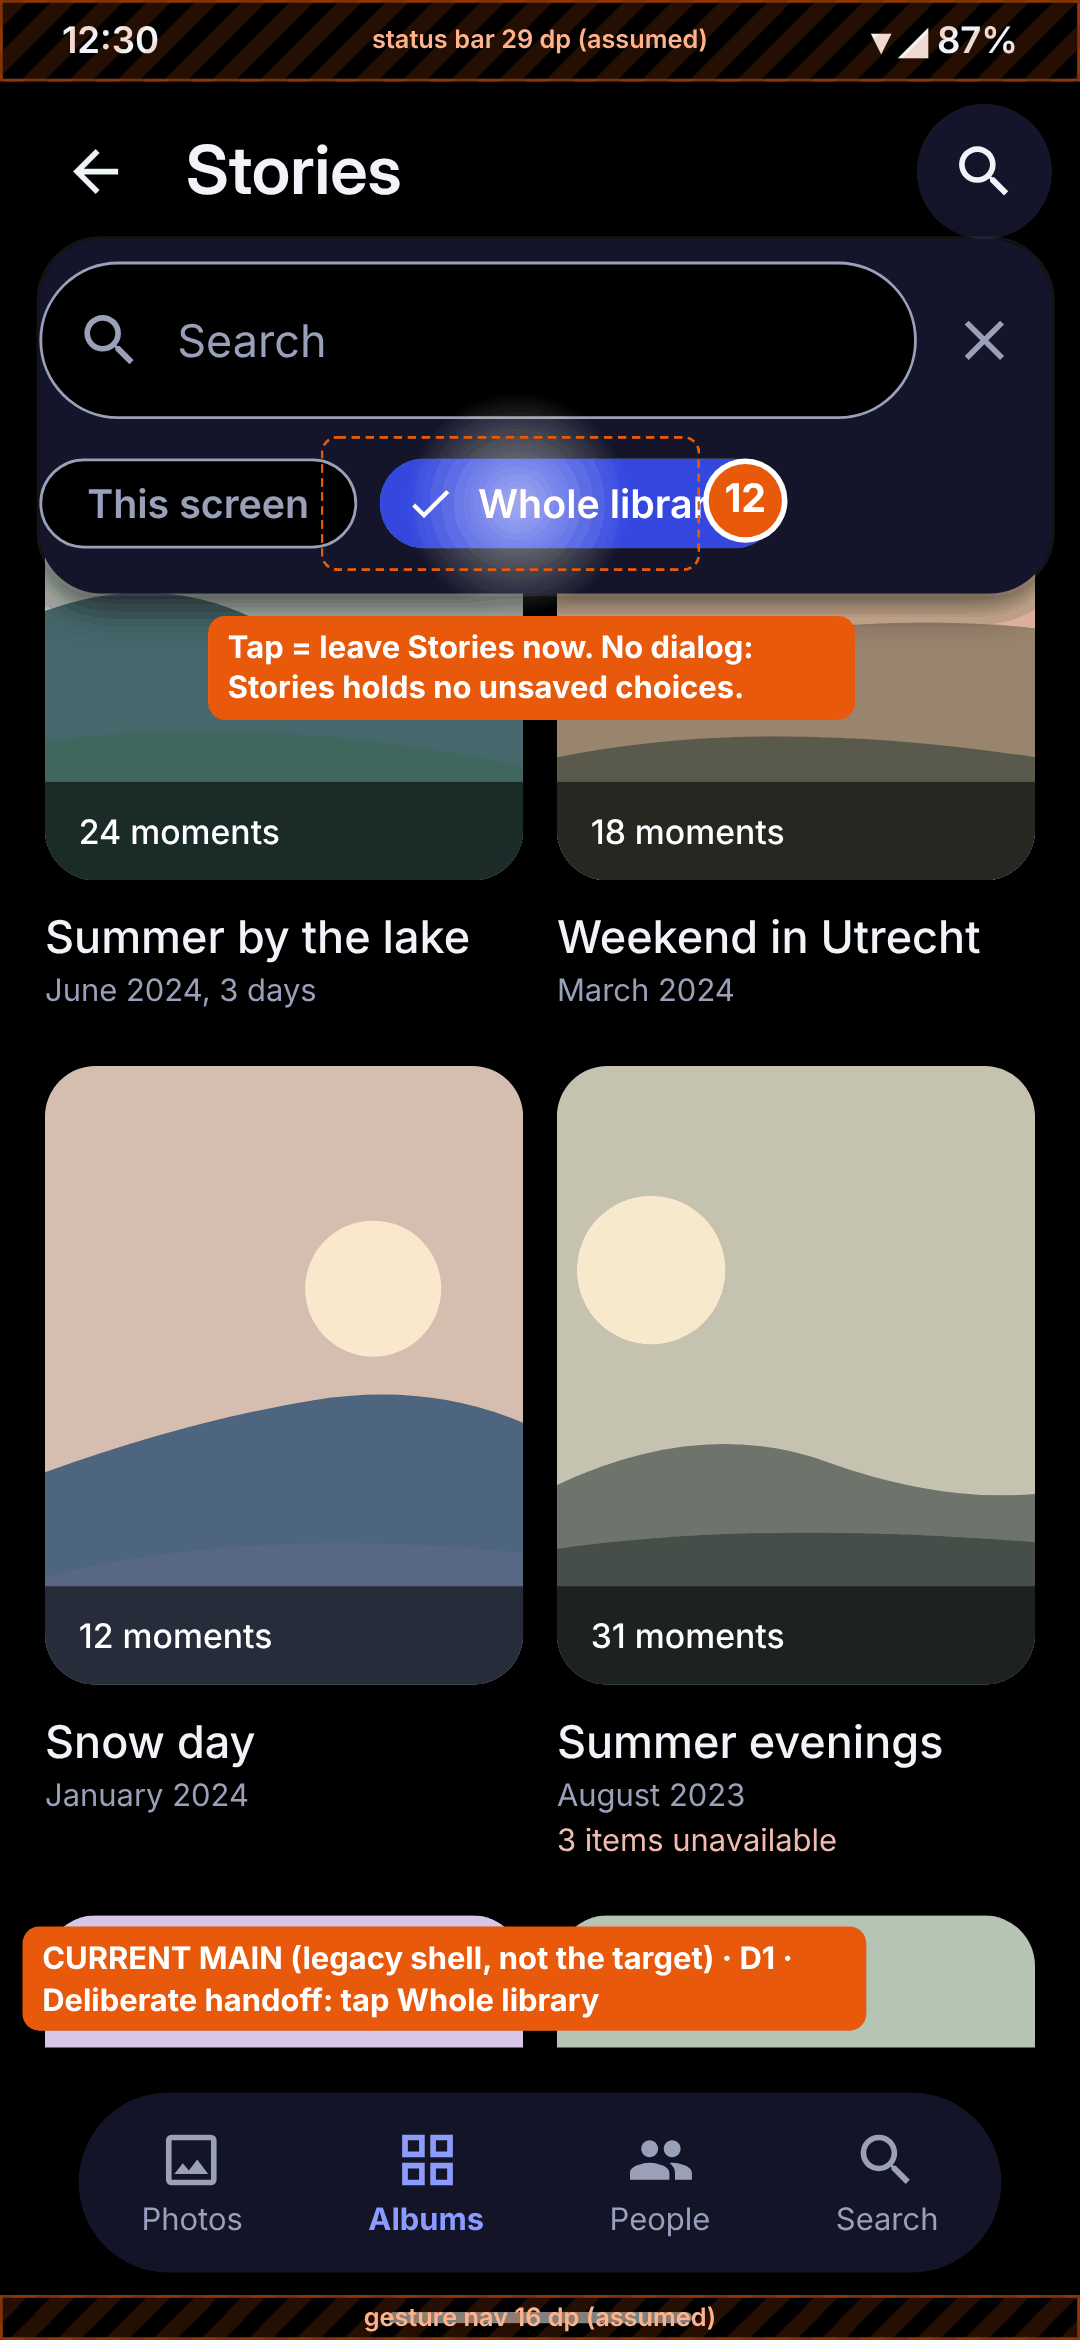 12:30
status bar 29 dp (assumed)
87%
Stories
Search
This screen
Whole librar
12
Tap = leave Stories now. No dialog:
Stories holds no unsaved choices.
24 moments
18 moments
Summer by the lake
Weekend in Utrecht
June 2024, 3 days
March 2024
12 moments
31 moments
Snow day
Summer evenings
January 2024
August 2023
3 items unavailable
CURRENT MAIN (legacy shell, not the target) · D1 ·
Deliberate handoff: tap Whole library
Photos
Albums
People
Search
gesture nav 16 dp (assumed)